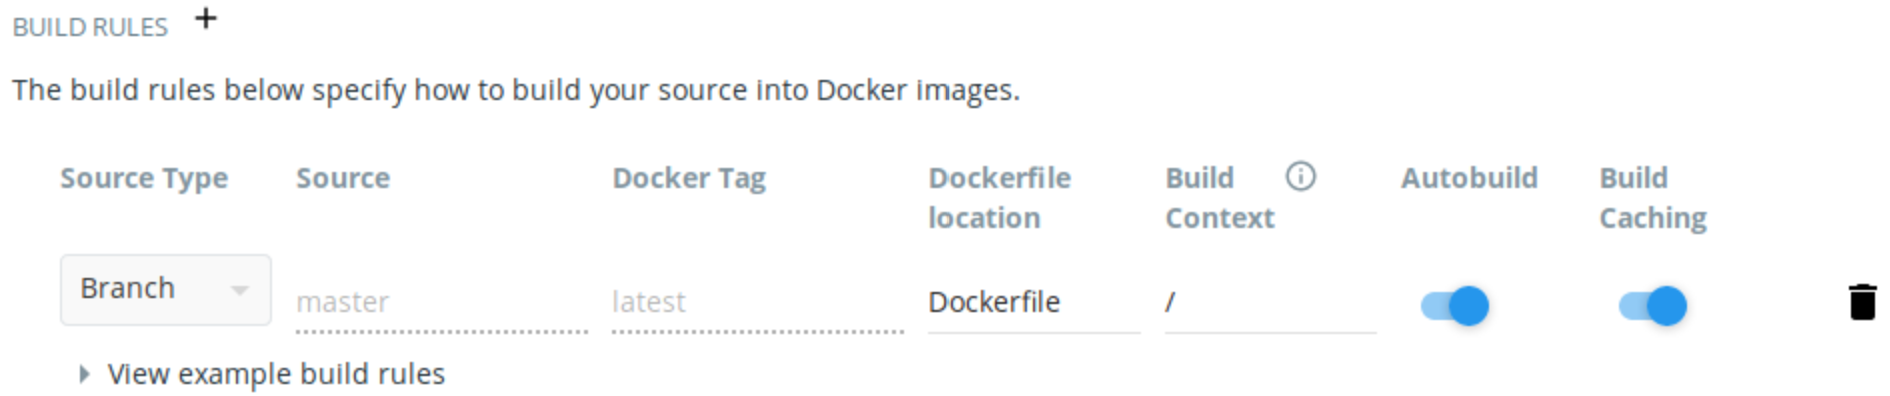 BUILD RULES +
The build rules below specify how to build your source into Docker images.
Source Type Source Docker Tag Dockerfile location Build Context Autobuild Build Caching
Branch master latest Dockerfile /
View example build rules